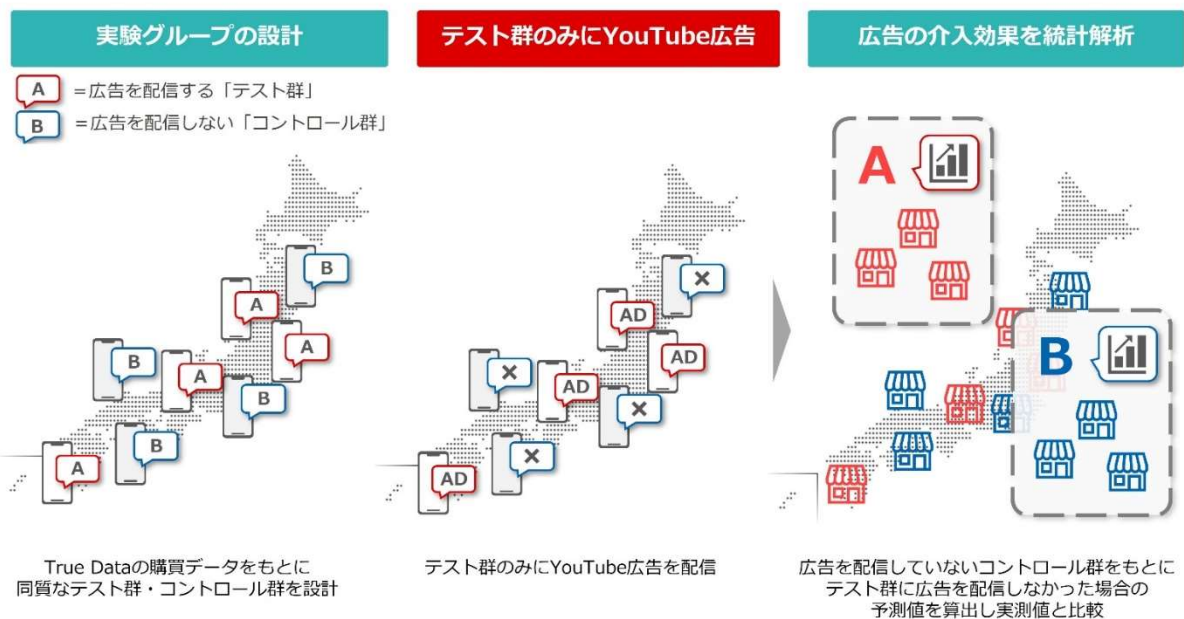 実験グループの設計
A =広告を配信する「テスト群」
B =広告を配信しない「コントロール群」
B
A
A
B
A
B
B
A
True Dataの購買データをもとに
同質なテスト群・コントロール群を設計
テスト群のみにYouTube広告
×
AD
AD
×
AD
×
×
AD
テスト群のみにYouTube広告を配信
広告の介入効果を統計解析
A
B
広告を配信していないコントロール群をもとに
テスト群に広告を配信しなかった場合の
予測値を算出し実測値と比較